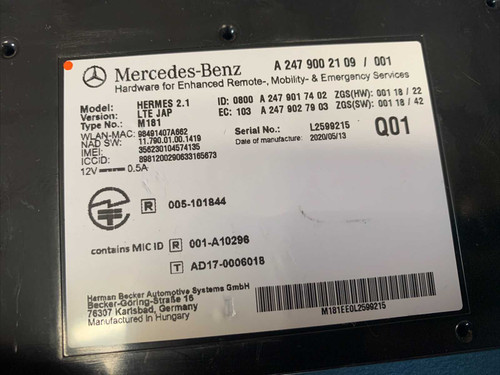 Mercedes-Benz A 247 900 21 09 / 001
Hardware for Enhanced Remote-, Mobility- & Emergency Services
Model: HERMES 2.1 ID: 0800 A 247 901 74 02 ZGS(HW):001 18 / 22
Version: LTE JAP EC: 103 A 247 902 79 03 ZGS(SW):001 18 / 42
Type No.: M181
WLAN-MAC: 98491407A662 Serial No.: L2599215 Q01
NAD SW: 11.790.01.00.1419 Date of manufacture: 2020/05/13
IMEI: 356230104574135
ICCID: 8981200290633165673
12V 0.5A
R 005-101844
contains MIC ID R 001-A10296
T AD17-0006018
Harman Becker Automotive Systems GmbH
Becker-Göring-Straße 16
76307 Karlsbad, Germany
Manufactured in Hungary
M181EE0L2599215